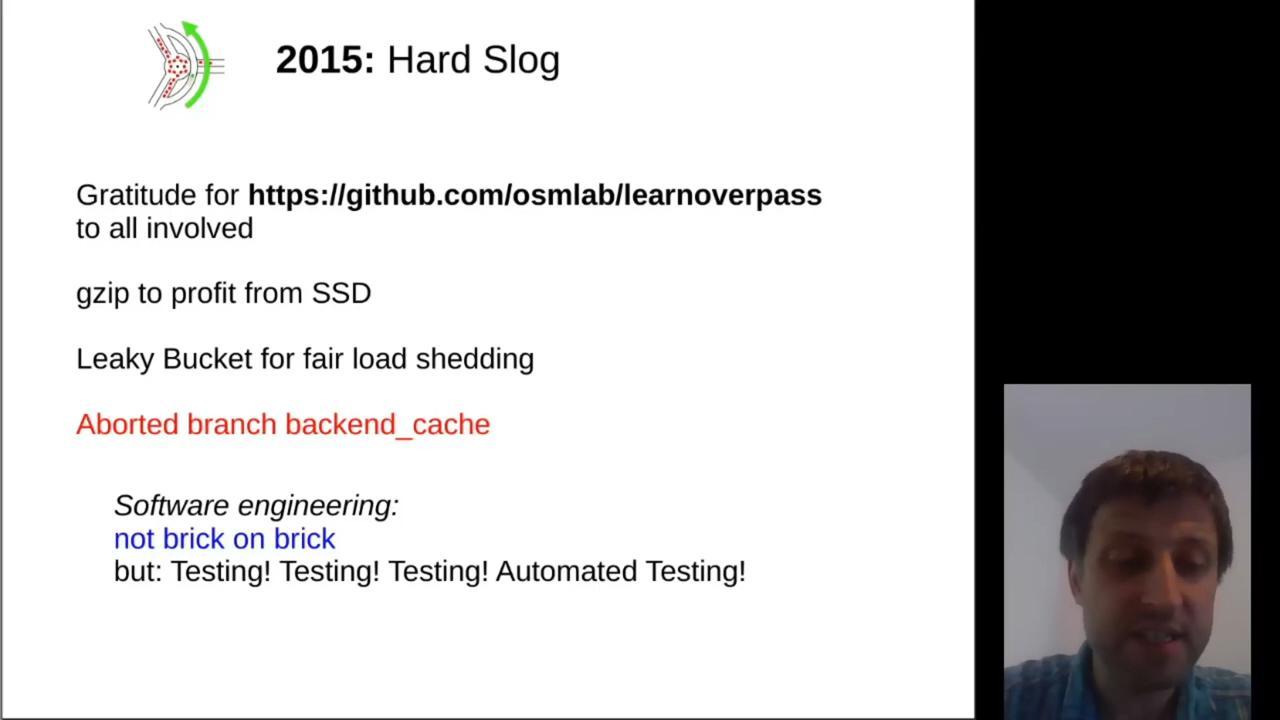 2015: Hard Slog
Gratitude for https://github.com/osmlab/learnoverpass
to all involved
gzip to profit from SSD
Leaky Bucket for fair load shedding
Aborted branch backend_cache
Software engineering:
not brick on brick
but: Testing! Testing! Testing! Automated Testing!